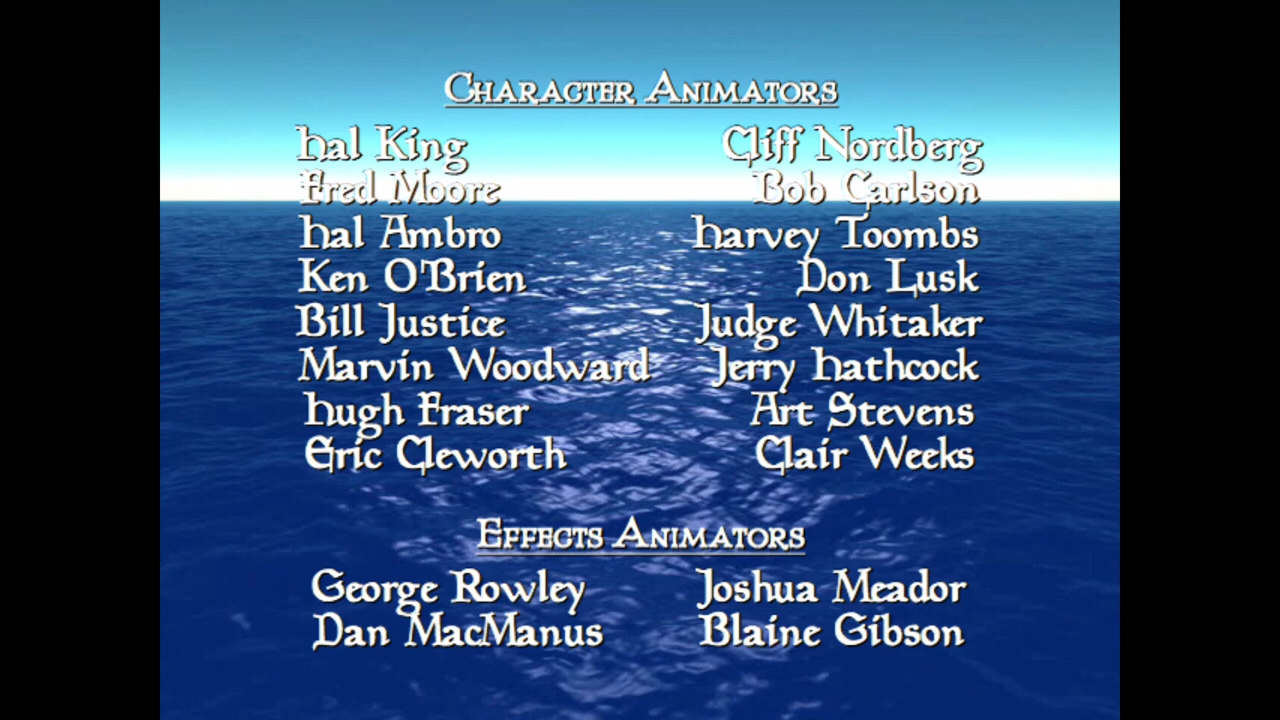 Character Animators
Hal King Cliff Nordberg
Fred Moore Bob Carlson
Hal Ambro Harvey Toombs
Ken O'Brien Don Lusk
Bill Justice Judge Whitaker
Marvin Woodward Jerry Hathcock
Hugh Fraser Art Stevens
Eric Cleworth Clair Weeks
Effects Animators
George Rowley Joshua Meador
Dan MacManus Blaine Gibson